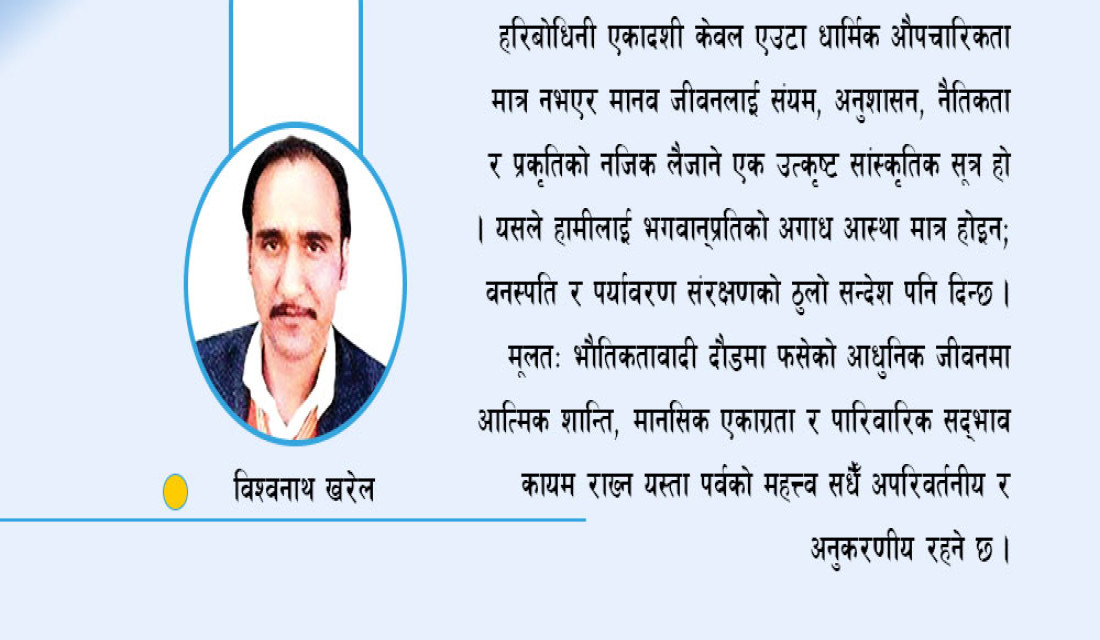 हरिबोधिनी एकादशी केवल एउटा धार्मिक औपचारिकता
मात्र नभएर मानव जीवनलाई संयम, अनुशासन, नैतिकता
र प्रकृतिको नजिक लैजाने एक उत्कृष्ट सांस्कृतिक सूत्र हो
। यसले हामीलाई भगवान्प्रतिको अगाध आस्था मात्र होइन;
वनस्पति र पर्यावरण संरक्षणको ठुलो सन्देश पनि दिन्छ ।
मूलतः भौतिकतावादी दौडमा फसेको आधुनिक जीवनमा
आत्मिक शान्ति, मानसिक एकाग्रता र पारिवारिक सद्‌भाव
कायम राख्न यस्ता पर्वको महत्त्व सधैँ अपरिवर्तनीय र
अनुकरणीय रहने छ ।
विश्वनाथ खरेल